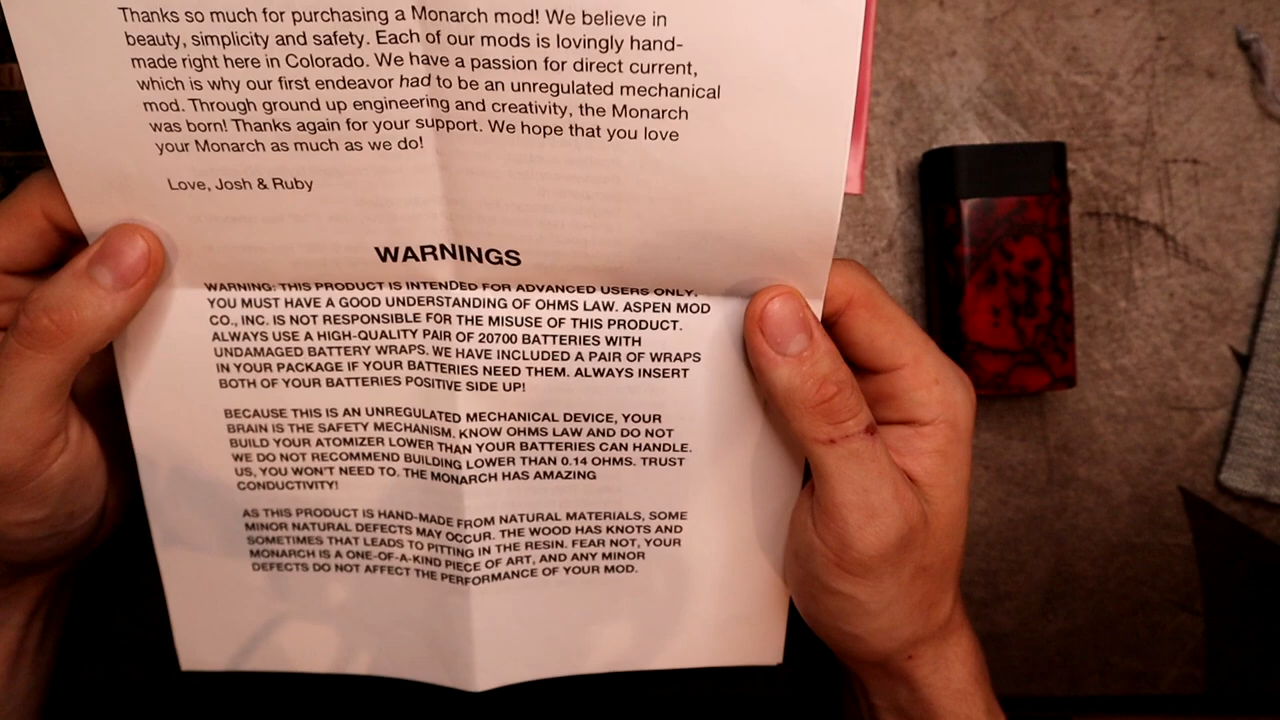 Thanks so much for purchasing a Monarch mod! We believe in
beauty, simplicity and safety. Each of our mods is lovingly hand-
made right here in Colorado. We have a passion for direct current,
which is why our first endeavor had to be an unregulated mechanical
mod. Through ground up engineering and creativity, the Monarch
was born! Thanks again for your support. We hope that you love
your Monarch as much as we do!
Love, Josh & Ruby
WARNINGS
WARNING: THIS PRODUCT IS INTENDED FOR ADVANCED USERS ONLY.
YOU MUST HAVE A GOOD UNDERSTANDING OF OHMS LAW. ASPEN MOD
CO., INC. IS NOT RESPONSIBLE FOR THE MISUSE OF THIS PRODUCT.
ALWAYS USE A HIGH-QUALITY PAIR OF 20700 BATTERIES WITH
UNDAMAGED BATTERY WRAPS. WE HAVE INCLUDED A PAIR OF WRAPS
IN YOUR PACKAGE IF YOUR BATTERIES NEED THEM. ALWAYS INSERT
BOTH OF YOUR BATTERIES POSITIVE SIDE UP!
BECAUSE THIS IS AN UNREGULATED MECHANICAL DEVICE, YOUR
BRAIN IS THE SAFETY MECHANISM. KNOW OHMS LAW AND DO NOT
BUILD YOUR ATOMIZER LOWER THAN YOUR BATTERIES CAN HANDLE.
WE DO NOT RECOMMEND BUILDING LOWER THAN 0.14 OHMS. TRUST
US, YOU WON'T NEED TO. THE MONARCH HAS AMAZING
CONDUCTIVITY!
AS THIS PRODUCT IS HAND-MADE FROM NATURAL MATERIALS, SOME
MINOR NATURAL DEFECTS MAY OCCUR. THE WOOD HAS KNOTS AND
SOMETIMES THAT LEADS TO PITTING IN THE RESIN. FEAR NOT, YOUR
MONARCH IS A ONE-OF-A-KIND PIECE OF ART, AND ANY MINOR
DEFECTS DO NOT AFFECT THE PERFORMANCE OF YOUR MOD.